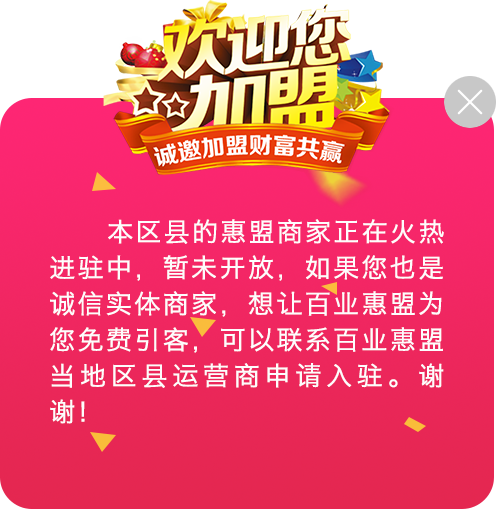 欢迎您
加盟
诚邀加盟财富共赢
本区县的惠盟商家正在火热
进驻中，暂未开放，如果您也是
诚信实体商家，想让百业惠盟为
您免费引客，可以联系百业惠盟
当地区县运营商申请入驻。谢
谢！